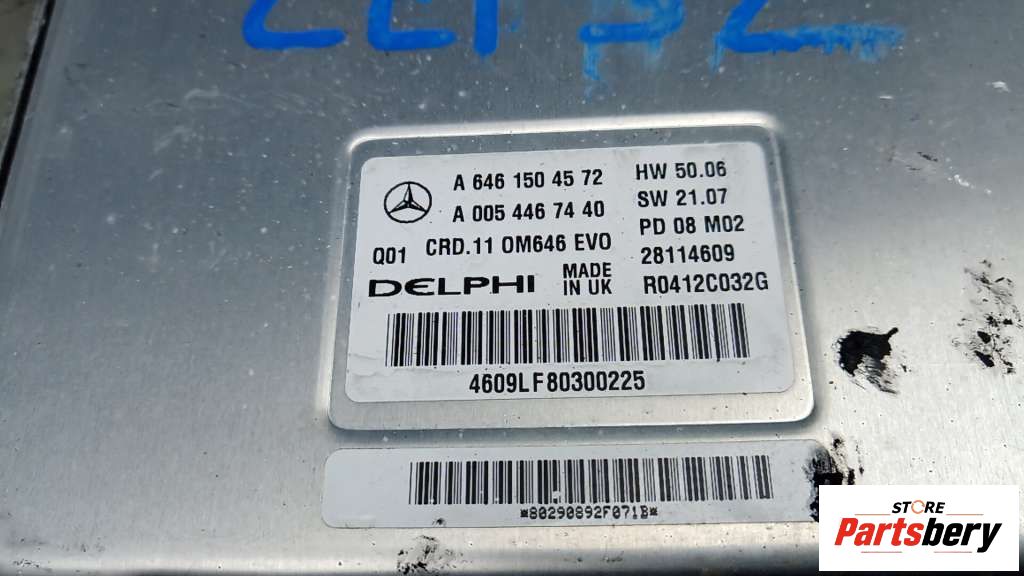 A 646 150 45 72
A 005 446 74 40
Q01 CRD.11 OM646 EVO
DELPHI MADE IN UK
HW 50.06
SW 21.07
PD 08 M02
28114609
R0412C032G
4609LF80300225
*80290892F071B*
STORE
Partsbery